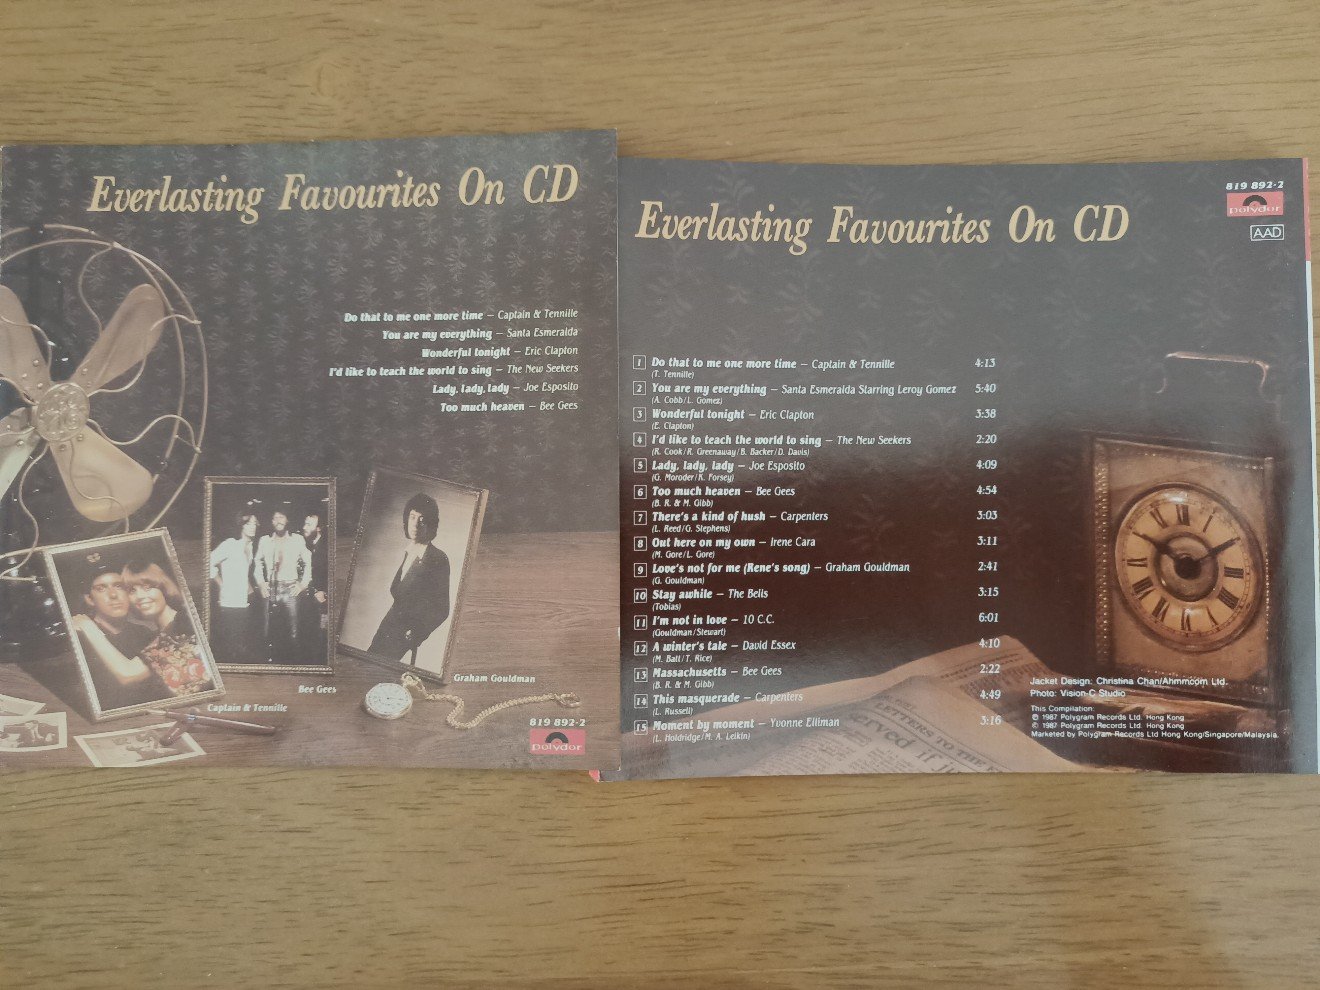 Everlasting Favourites On CD
Do that to me one more time – Captain & Tennille
You are my everything – Santa Esmeralda
Wonderful tonight – Eric Clapton
I'd like to teach the world to sing – The New Seekers
Lady, lady, lady – Joe Esposito
Too much heaven – Bee Gees
Graham Gouldman
Bee Gees
Captain & Tennille
819 892-2
polydor
819 892-2
polydor
AAD
Everlasting Favourites On CD
1 Do that to me one more time – Captain & Tennille 4:13
(T. Tennille)
2 You are my everything – Santa Esmeralda Starring Leroy Gomez 5:40
(A. Cobb/L. Gomez)
3 Wonderful tonight – Eric Clapton 3:38
(E. Clapton)
4 I'd like to teach the world to sing – The New Seekers 2:20
(R. Cook/R. Greenaway/B. Backer/D. Davis)
5 Lady, lady, lady – Joe Esposito 4:09
(G. Moroder/K. Forsey)
6 Too much heaven – Bee Gees 4:54
(B. R. & M. Gibb)
7 There's a kind of hush – Carpenters 3:03
(L. Reed/G. Stephens)
8 Out here on my own – Irene Cara 3:11
(M. Gore/L. Gore)
9 Love's not for me (Rene's song) – Graham Gouldman 2:41
(G. Gouldman)
10 Stay awhile – The Bells 3:15
(Tobias)
11 I'm not in love – 10 C.C. 6:01
(Gouldman/Stewart)
12 A winter's tale – David Essex 4:10
(M. Batt/T. Rice)
13 Massachusetts – Bee Gees 2:22
(B. R. & M. Gibb)
14 This masquerade – Carpenters 4:49
(L. Russell)
15 Moment by moment – Yvonne Elliman 3:16
(L. Holdridge/M. A. Leikin)
LETTERS TO THE
Jacket Design: Christina Chan/Ahmmcom Ltd.
Photo: Vision-C Studio
This Compilation:
℗ 1987 Polygram Records Ltd. Hong Kong
© 1987 Polygram Records Ltd. Hong Kong
Marketed by Polygram Records Ltd Hong Kong/Singapore/Malaysia.